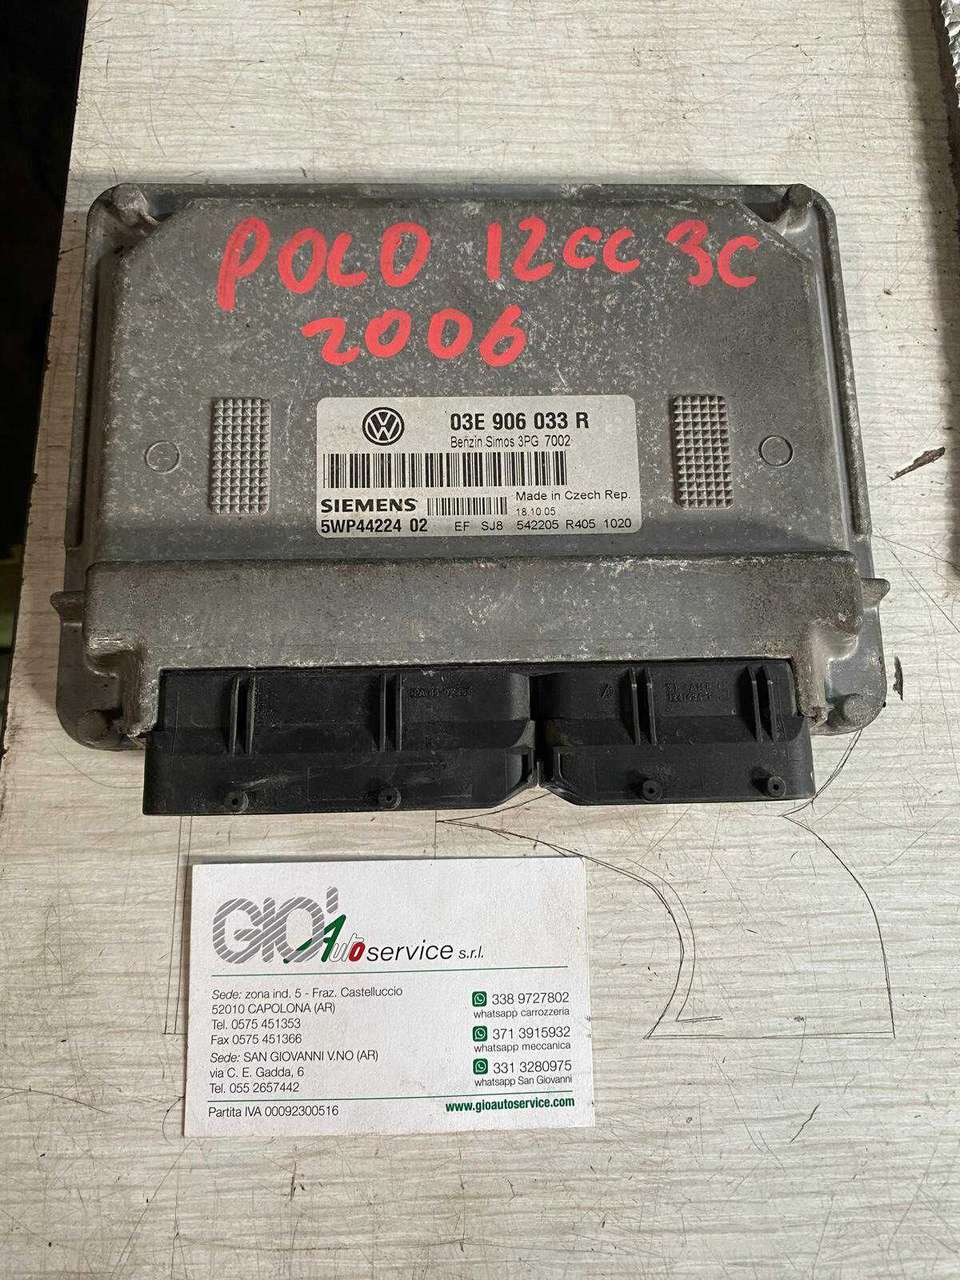 POLO 12CC 3C
2006
03E 906 033 R
Benzin Simos 3PG 7002
SIEMENS
Made in Czech Rep.
18.10.05
5WP44224 02 EF SJ8 542205 R405 1020
GIO' Autoservice s.r.l.
Sede: zona ind. 5 - Fraz. Castelluccio
52010 CAPOLONA (AR)
Tel. 0575 451353
Fax 0575 451366
Sede: SAN GIOVANNI V.NO (AR)
via C. E. Gadda, 6
Tel. 055 2657442
Partita IVA 00092300516
338 9727802
whatsapp carrozzeria
371 3915932
whatsapp meccanica
331 3280975
whatsapp San Giovanni
www.gioautoservice.com